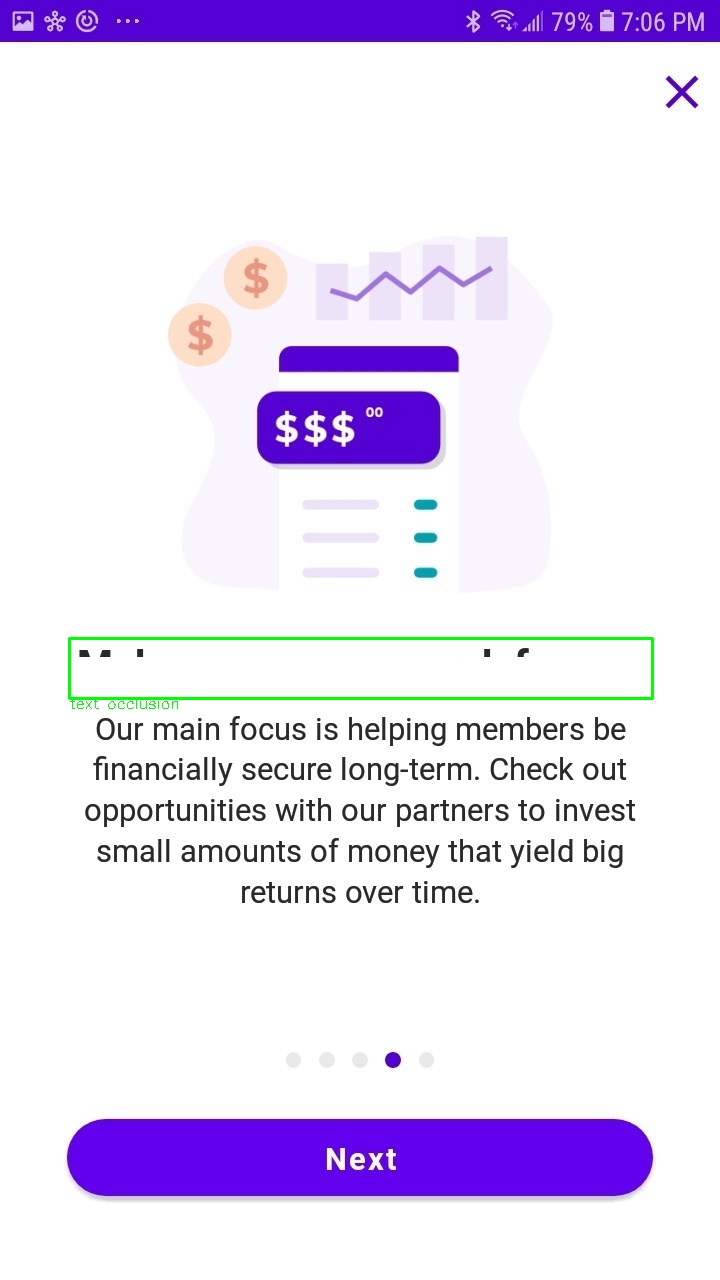 79% 7:06 PM
$
$
$$$ 00
text occlusion
Our main focus is helping members be
financially secure long-term. Check out
opportunities with our partners to invest
small amounts of money that yield big
returns over time.
Next